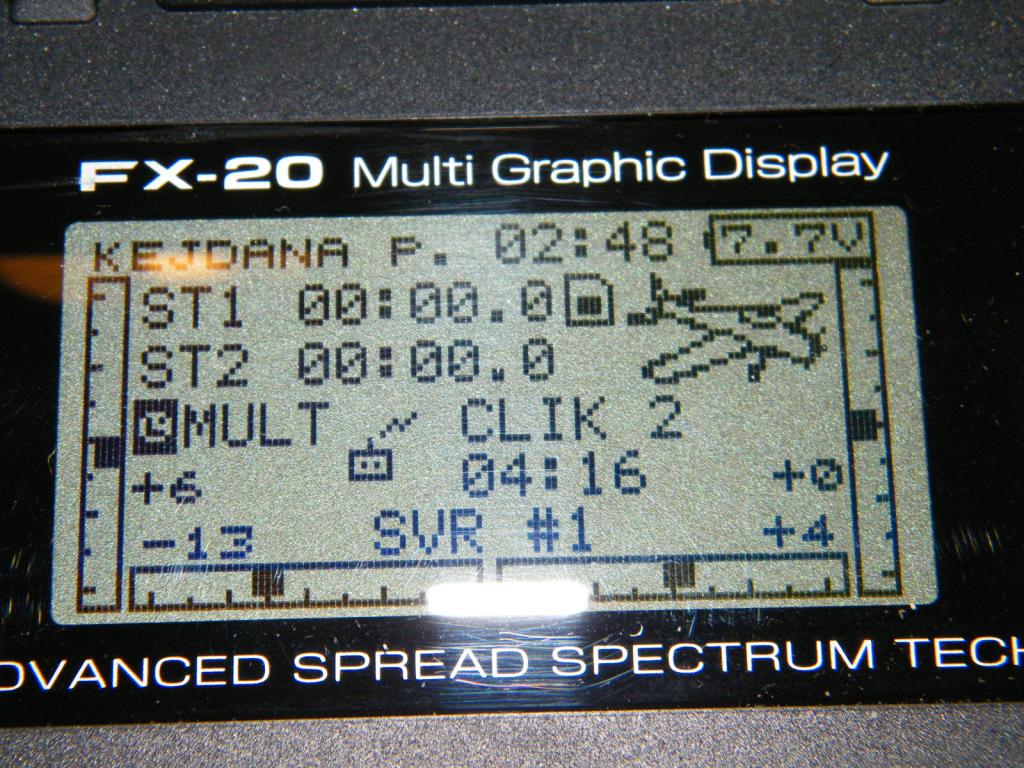 FX-20 Multi Graphic Display
KEJDANA P. 02:48 7.7V
ST1 00:00.0
ST2 00:00.0
MULT CLIK 2
+6 04:16 +0
-13 SVR #1 +4
DVANCED SPREAD SPECTRUM TECH